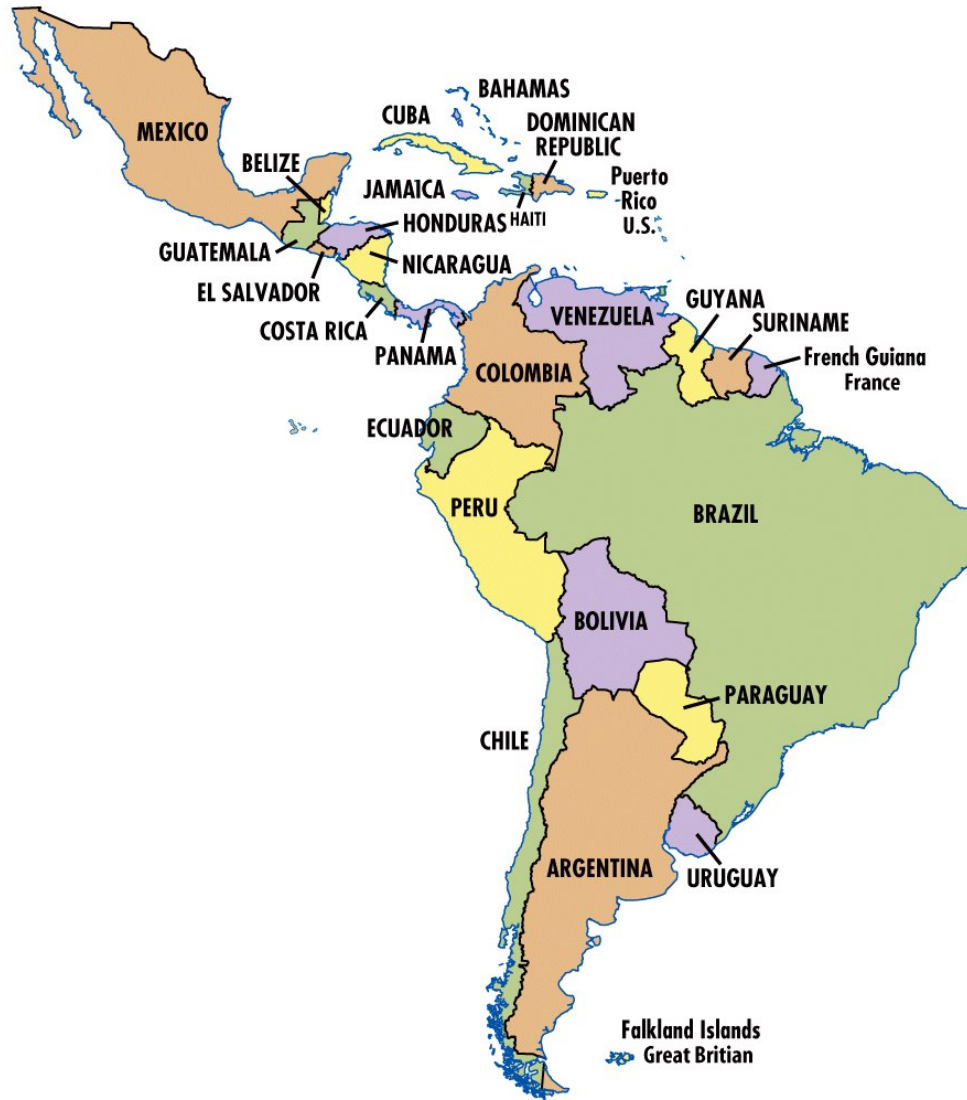 BAHAMAS
CUBA
DOMINICAN
REPUBLIC
MEXICO
BELIZE
JAMAICA
Puerto
Rico
U.S.
HONDURAS
HAITI
GUATEMALA
NICARAGUA
EL SALVADOR
COSTA RICA
PANAMA
VENEZUELA
GUYANA
SURINAME
French Guiana
France
COLOMBIA
ECUADOR
PERU
BRAZIL
BOLIVIA
PARAGUAY
CHILE
ARGENTINA
URUGUAY
Falkland Islands
Great Britian